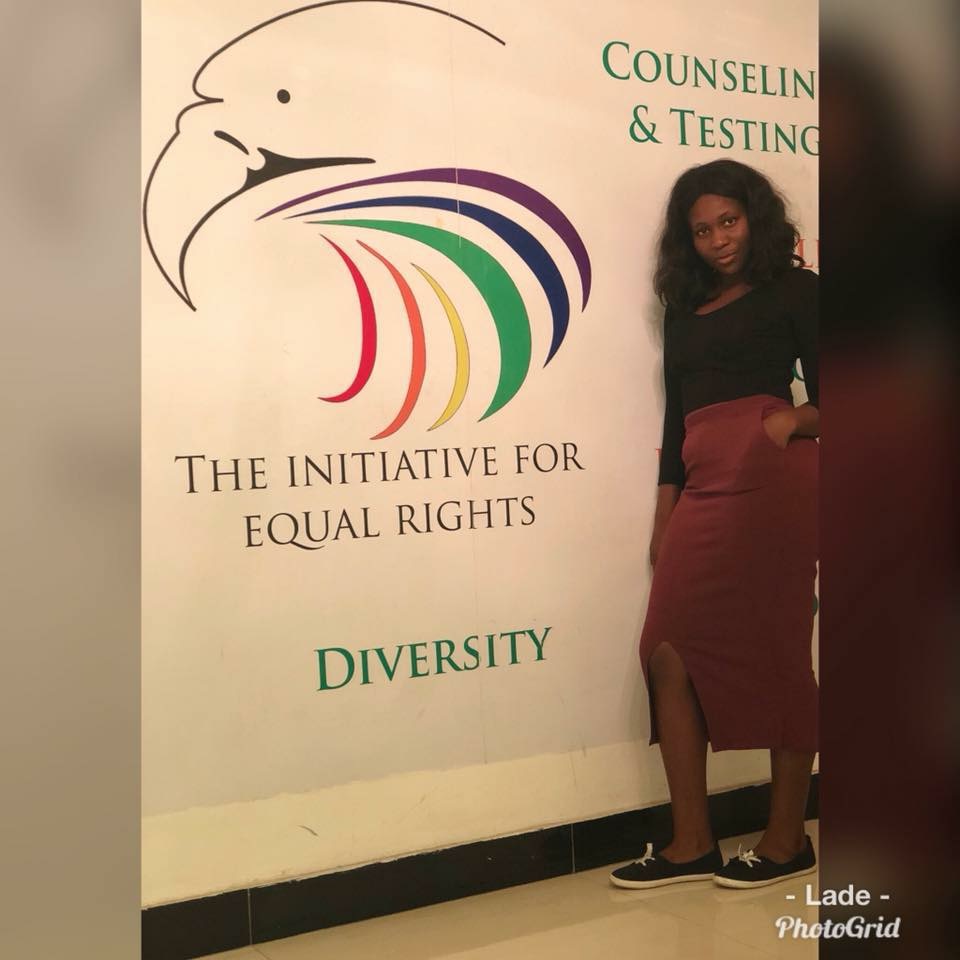 COUNSELIN
& TESTING
THE INITIATIVE FOR
EQUAL RIGHTS
DIVERSITY
- Lade -
PhotoGrid